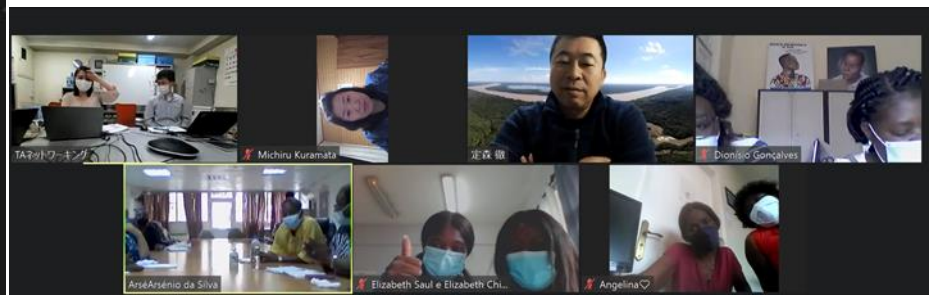 TAネットワーキング
Michiru Kuramata
定森 徹
Dionísio Gonçalves
ArséArsénio da Silva
Elizabeth Saul e Elizabeth Chi...
Angelina♡